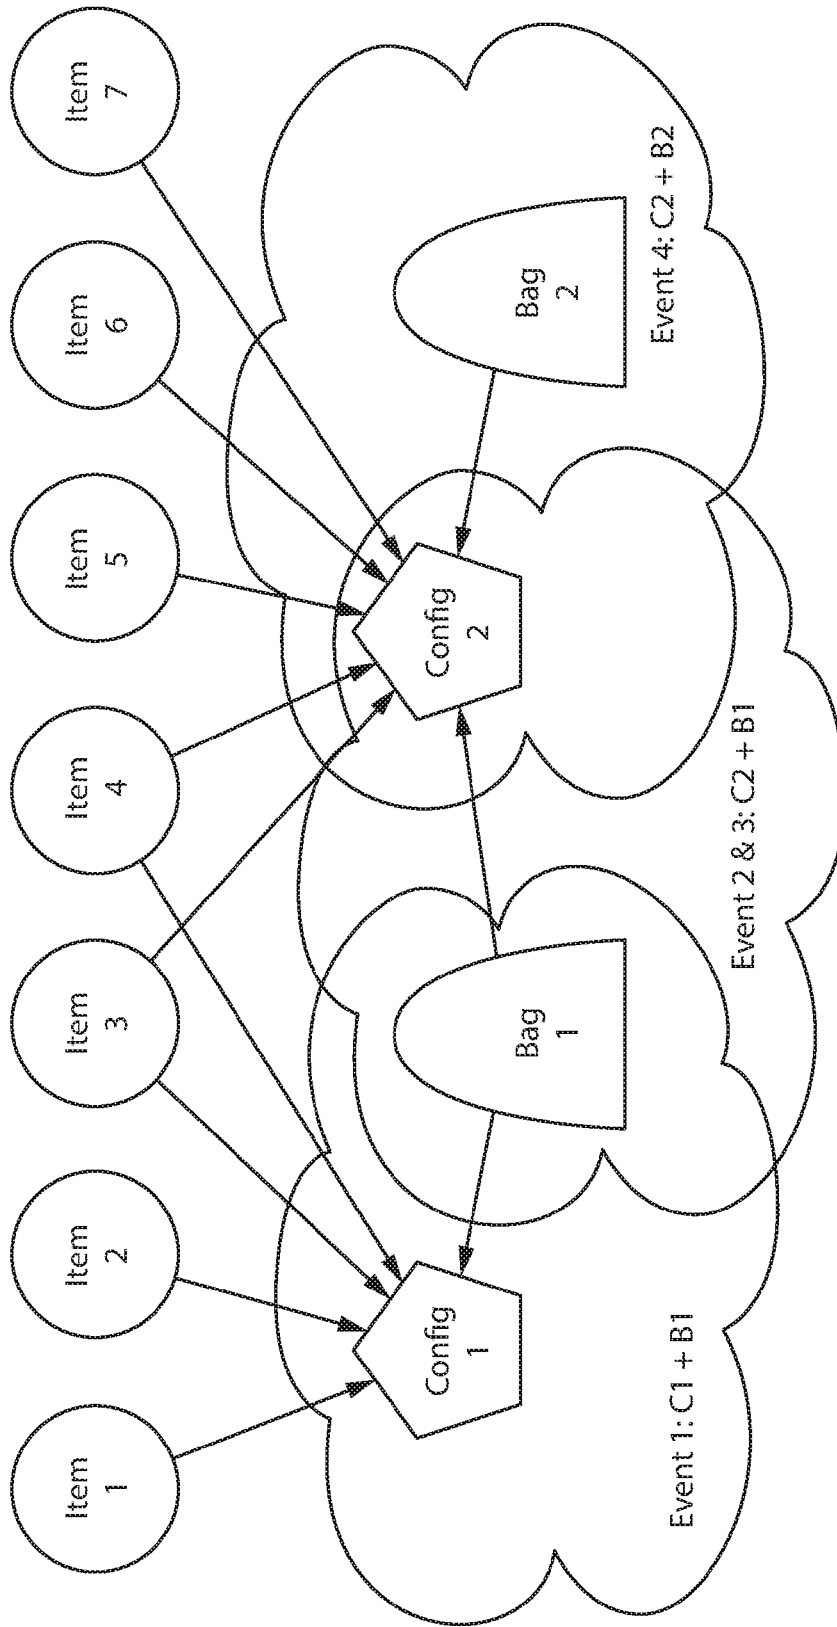 Item
1
Item
2
Item
3
Item
4
Item
5
Item
6
Item
7
Config
1
Bag
1
Config
2
Bag
2
Event 1: C1 + B1
Event 2 & 3: C2 + B1
Event 4: C2 + B2